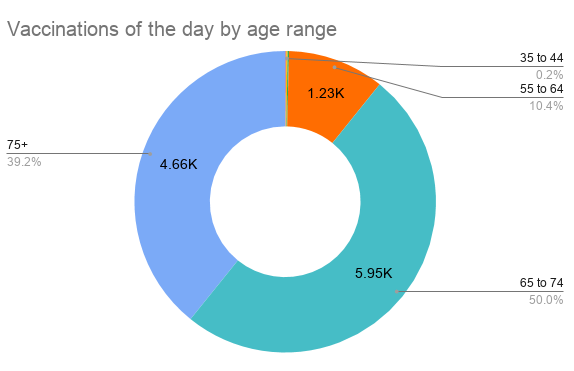 Vaccinations of the day by age range
35 to 44
0.2%
55 to 64
10.4%
1.23K
75+
39.2%
4.66K
5.95K
65 to 74
50.0%